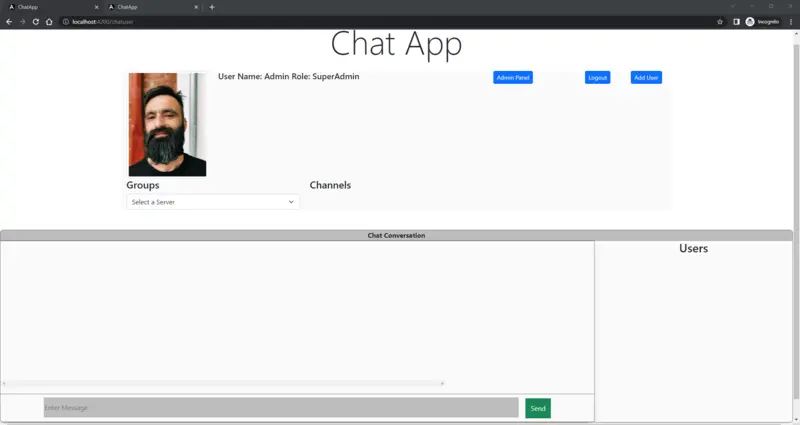 ChatApp
ChatApp
localhost:4200/chatuser
Incognito
Chat App
User Name: Admin Role: SuperAdmin
Admin Panel
Logout
Add User
Groups
Channels
Select a Server
Chat Conversation
Users
Enter Message
Send